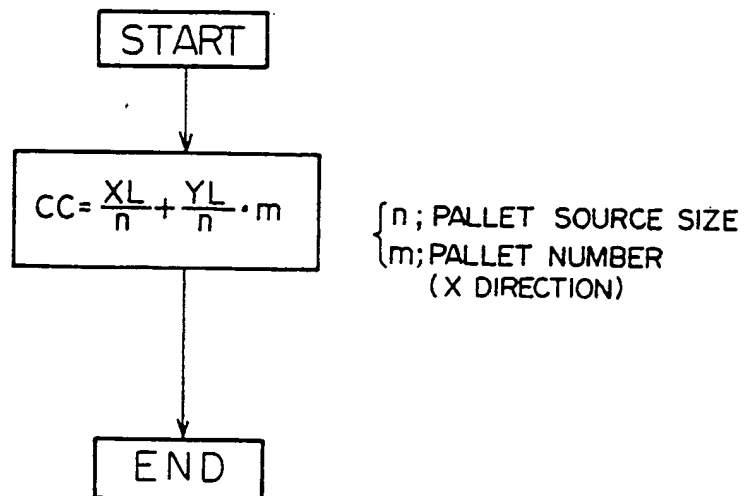 START
CC= XL/n + YL/n · m
n; PALLET SOURCE SIZE
m; PALLET NUMBER
(X DIRECTION)
END